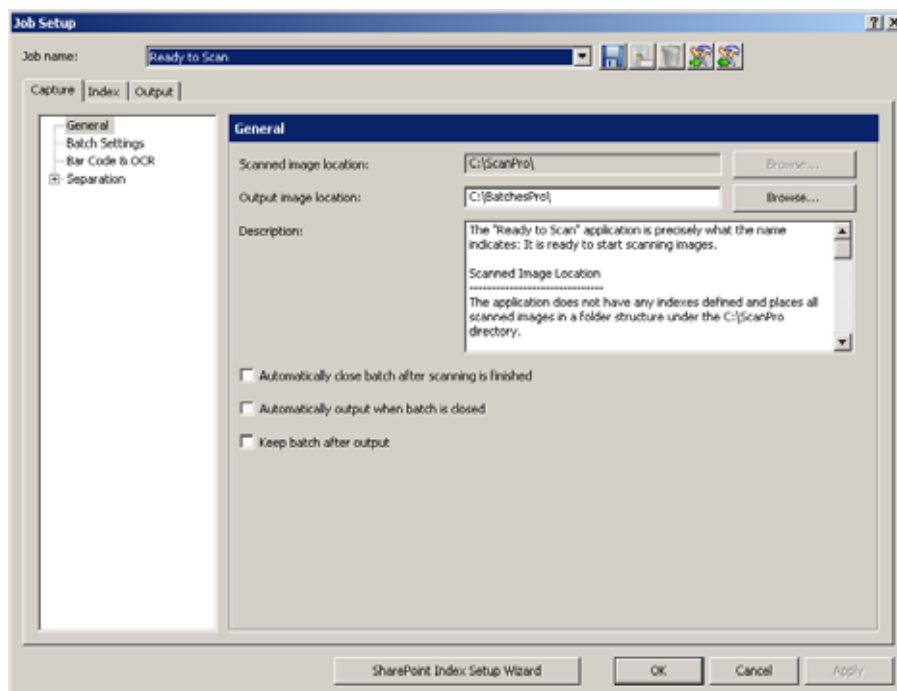 Job Setup
Job name:
Ready to Scan
Capture
Index
Output
General
Batch Settings
Bar Code & OCR
Separation
General
Scanned image location:
C:\ScanPro\
Browse...
Output image location:
C:\BatchesPro\
Browse...
Description:
The "Ready to Scan" application is precisely what the name
indicates: It is ready to start scanning images.
Scanned Image Location
---------------------------------
The application does not have any indexes defined and places all
scanned images in a folder structure under the C:\ScanPro
directory.
Automatically close batch after scanning is finished
Automatically output when batch is closed
Keep batch after output
SharePoint Index Setup Wizard
OK
Cancel
Apply